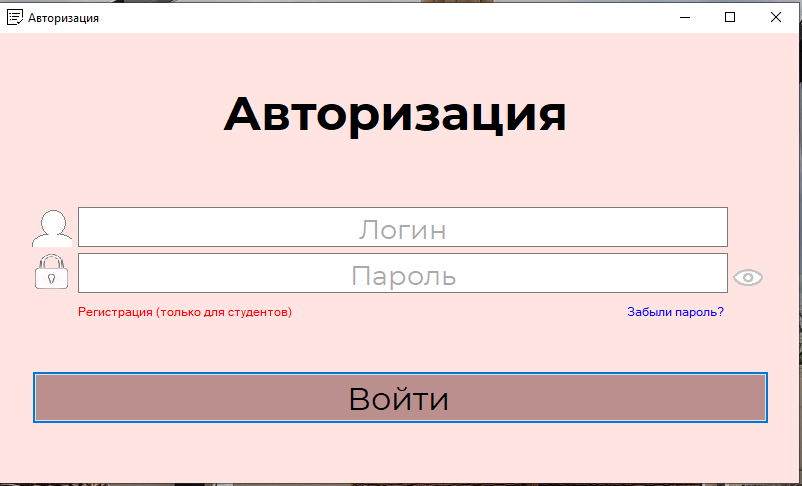 Авторизация
Авторизация
Логин
Пароль
Регистрация (только для студентов)
Забыли пароль?
Войти